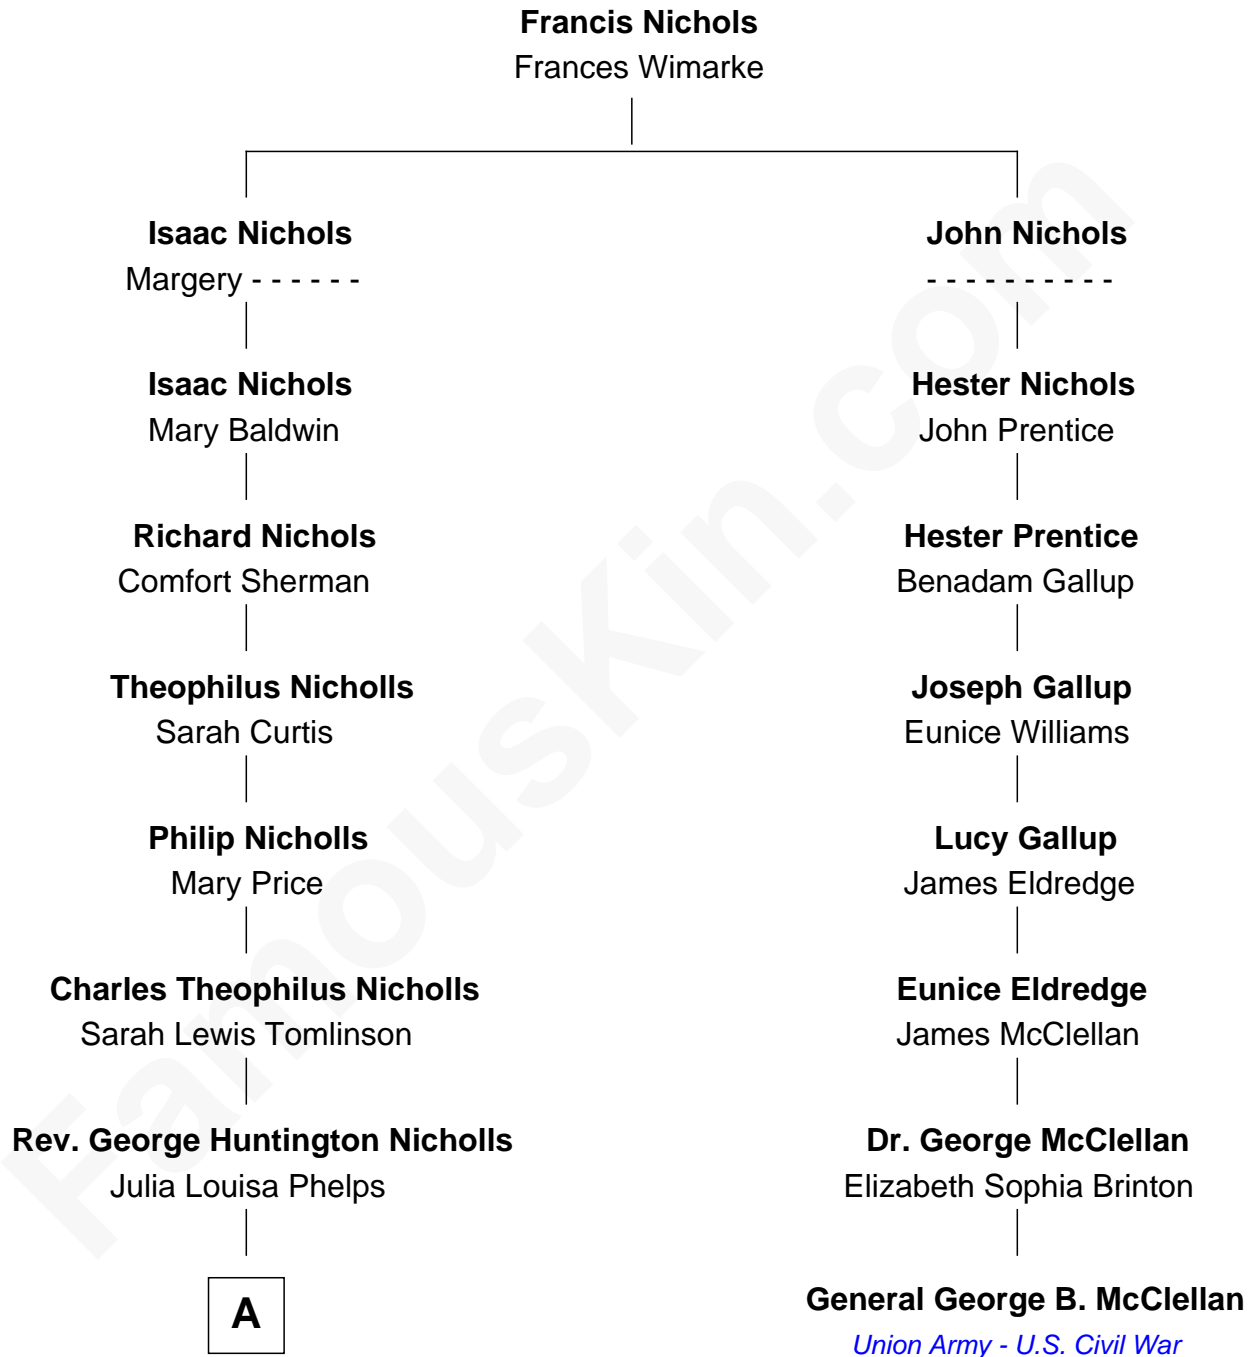 Francis Nichols
Frances Wimarke
Isaac Nichols
Margery - - - - - -
John Nichols
- - - - - - - - - -
Isaac Nichols
Mary Baldwin
Hester Nichols
John Prentice
Richard Nichols
Comfort Sherman
Hester Prentice
Benadam Gallup
Theophilus Nicholls
Sarah Curtis
Joseph Gallup
Eunice Williams
Philip Nicholls
Mary Price
Lucy Gallup
James Eldredge
Charles Theophilus Nicholls
Sarah Lewis Tomlinson
Eunice Eldredge
James McClellan
Rev. George Huntington Nicholls
Julia Louisa Phelps
Dr. George McClellan
Elizabeth Sophia Brinton
A
General George B. McClellan
Union Army - U.S. Civil War
FamousKin.com